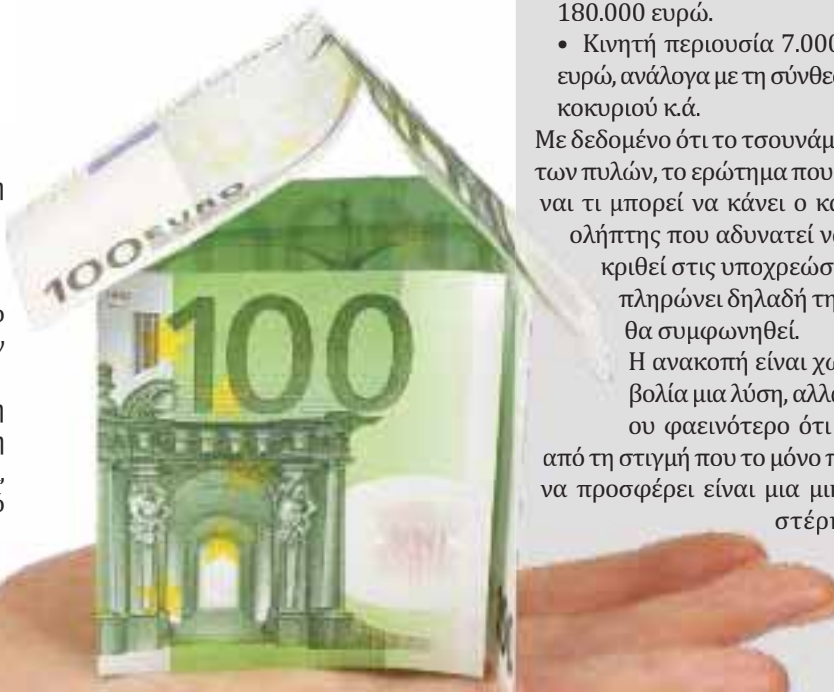 180.000 ευρώ.
• Κινητή περιουσία 7.000
ευρώ, ανάλογα με τη σύνθε
κοκυριού κ.ά.
Με δεδομένο ότι το τσουνάμ
των πυλών, το ερώτημα που
ναι τι μπορεί να κάνει ο κα
ολήπτης που αδυνατεί ν
κριθεί στις υποχρεώσ
πληρώνει δηλαδή τη
θα συμφωνηθεί.
Η ανακοπή είναι χω
βολία μια λύση, αλλά
ου φαεινότερο ότι
από τη στιγμή που το μόνο π
να προσφέρει είναι μια μι
στέρ
100 EURO
100